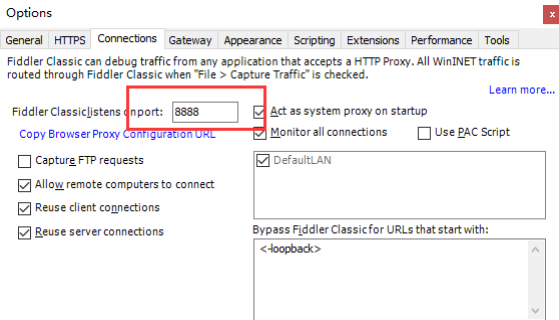 Options
General HTTPS Connections Gateway Appearance Scripting Extensions Performance Tools
Fiddler Classic can debug traffic from any application that accepts a HTTP Proxy. All WinINET traffic is
routed through Fiddler Classic when "File > Capture Traffic" is checked.
Learn more...
Fiddler Classic listens on port: 8888 Act as system proxy on startup
Copy Browser Proxy Configuration URL Monitor all connections Use PAC Script
Capture FTP requests DefaultLAN
Allow remote computers to connect
Reuse client connections
Reuse server connections Bypass Fiddler Classic for URLs that start with:
<-loopback>